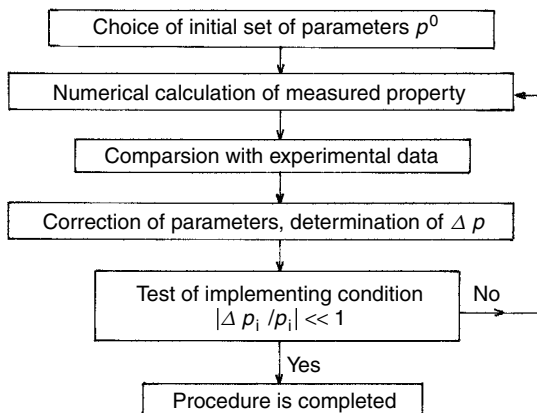 Choice of initial set of parameters p⁰
Numerical calculation of measured property
Comparsion with experimental data
Correction of parameters, determination of Δ p
Test of implementing condition
|Δ pᵢ /pᵢ| << 1
No
Yes
Procedure is completed